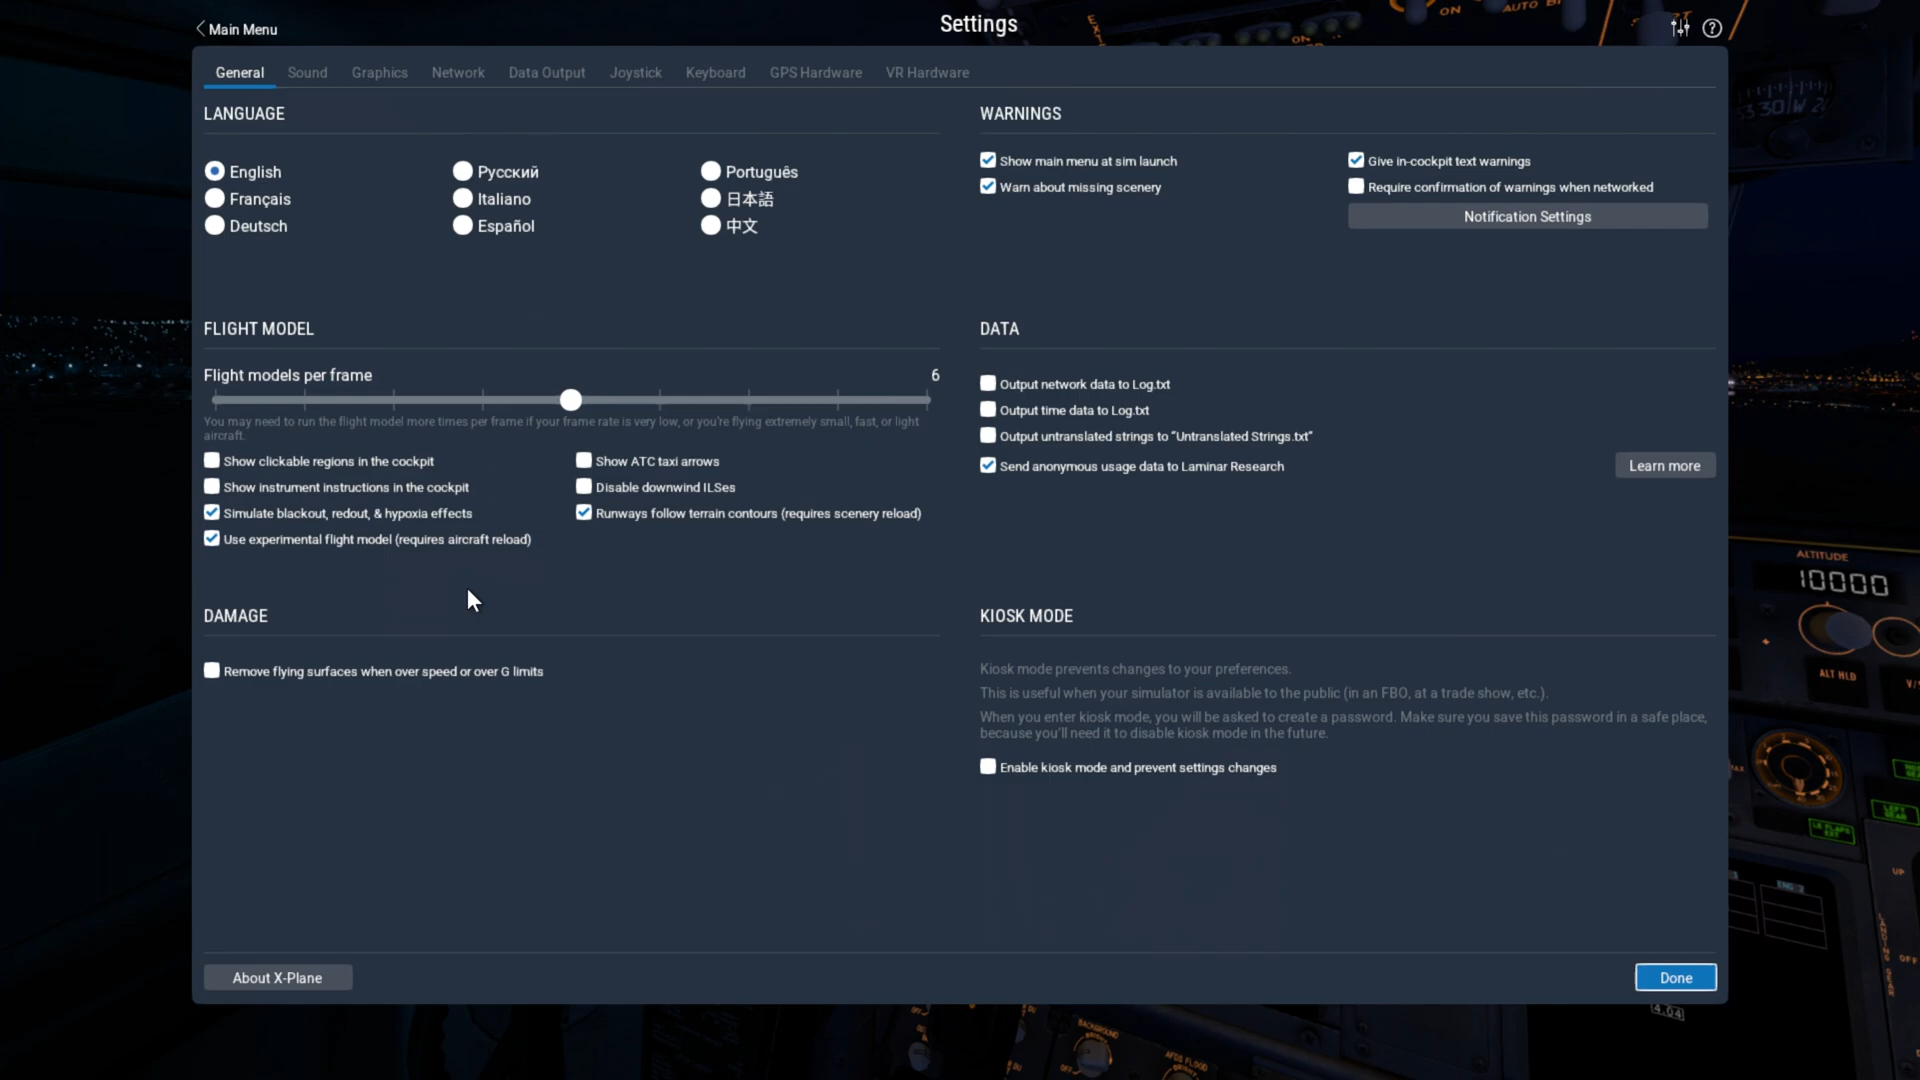 Main Menu
Settings
General Sound Graphics Network Data Output Joystick Keyboard GPS Hardware VR Hardware
LANGUAGE
English
Русский
Português
Français
Italiano
日本語
Deutsch
Español
中文
WARNINGS
Show main menu at sim launch
Give in-cockpit text warnings
Warn about missing scenery
Require confirmation of warnings when networked
Notification Settings
FLIGHT MODEL
Flight models per frame 6
You may need to run the flight model more times per frame if your frame rate is very low, or you're flying extremely small, fast, or light
aircraft.
Show clickable regions in the cockpit
Show ATC taxi arrows
Show instrument instructions in the cockpit
Disable downwind ILSes
Simulate blackout, redout, & hypoxia effects
Runways follow terrain contours (requires scenery reload)
Use experimental flight model (requires aircraft reload)
DATA
Output network data to Log.txt
Output time data to Log.txt
Output untranslated strings to "Untranslated Strings.txt"
Send anonymous usage data to Laminar Research
Learn more
DAMAGE
Remove flying surfaces when over speed or over G limits
KIOSK MODE
Kiosk mode prevents changes to your preferences.
This is useful when your simulator is available to the public (in an FBO, at a trade show, etc.).
When you enter kiosk mode, you will be asked to create a password. Make sure you save this password in a safe place,
because you'll need it to disable kiosk mode in the future.
Enable kiosk mode and prevent settings changes
About X-Plane
Done
ON
ON
ALTITUDE
10000
ALT HLD
UP
OFF
BACKGROUND
OFF
AFDS FLOOD
4.04